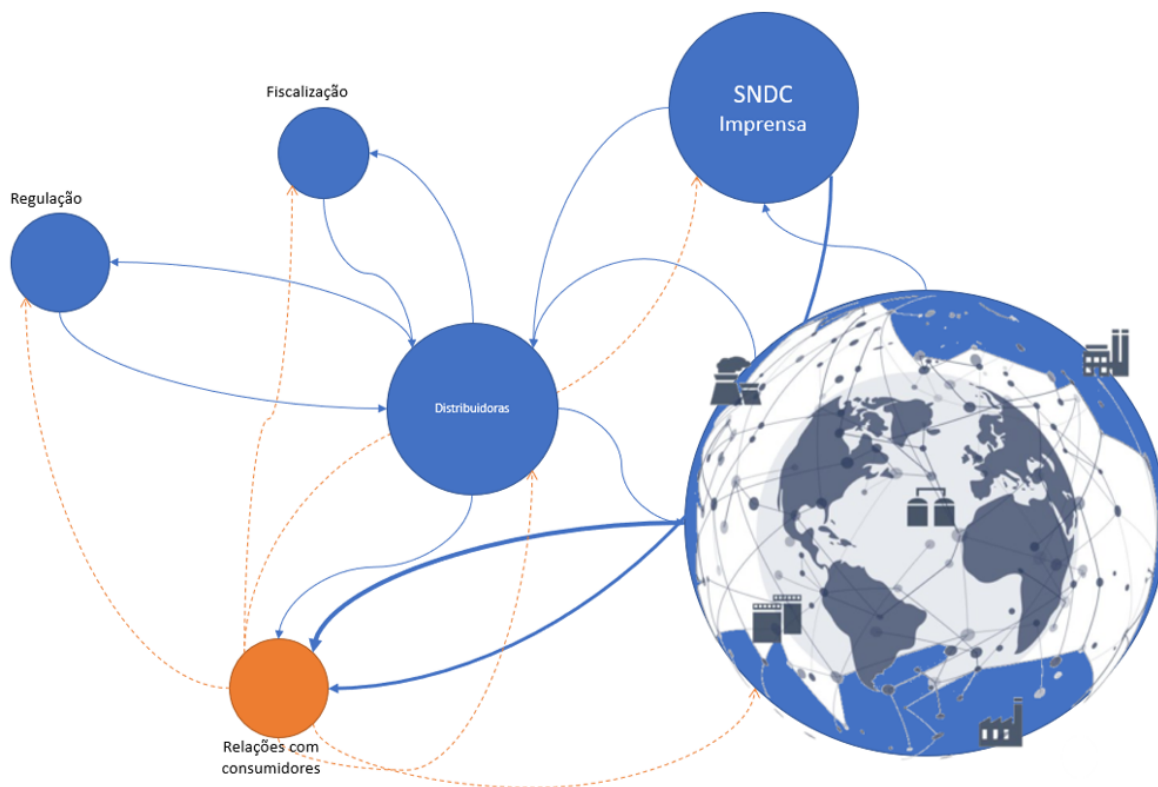 SNDC
Imprensa
Fiscalização
Regulação
Distribuidoras
Relações com
consumidores